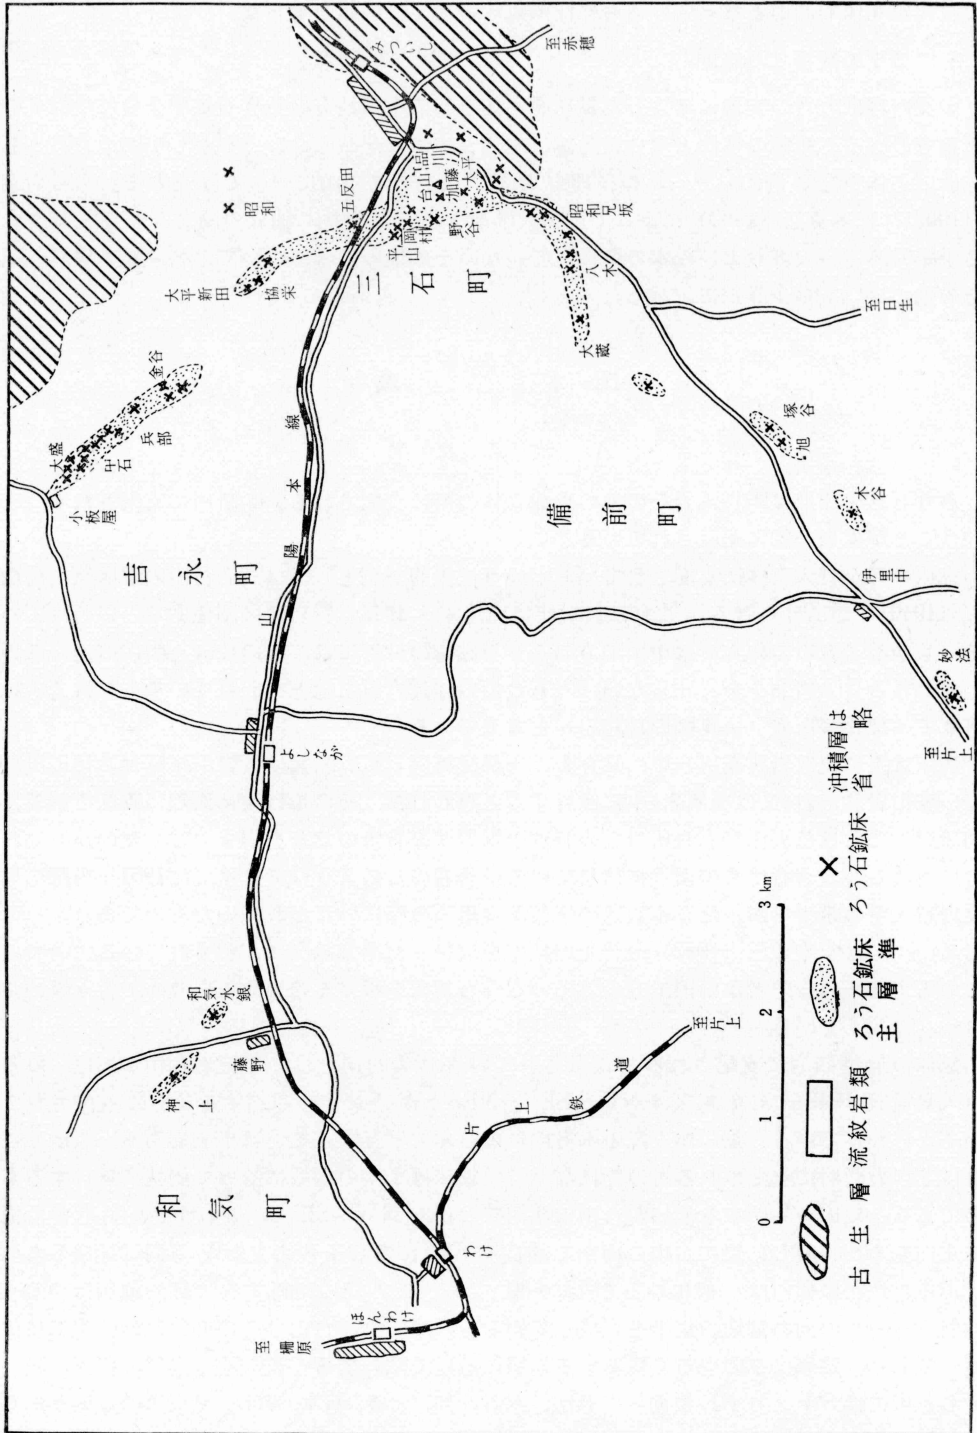 みついし
至赤穂
昭和
五反田
台山
品川
加藤
大平
野谷
岡村
平山
昭和兄坂
八木
大平新田
協栄
三石町
大蔵
至日生
金谷
兵部
大盛
㔟石
小板屋
吉永町
山陽本線
備前町
塚谷
旭
木谷
伊里中
妙法
至片上
よしなが
和気水銀
藤野
神ノ上
和気町
片上鉄道
至片上
わけ
ほんわけ
至柵原
0 1 2 3 km
古生層
流紋岩類
ろう石鉱床主層準
ろう石鉱床
沖積層は省略